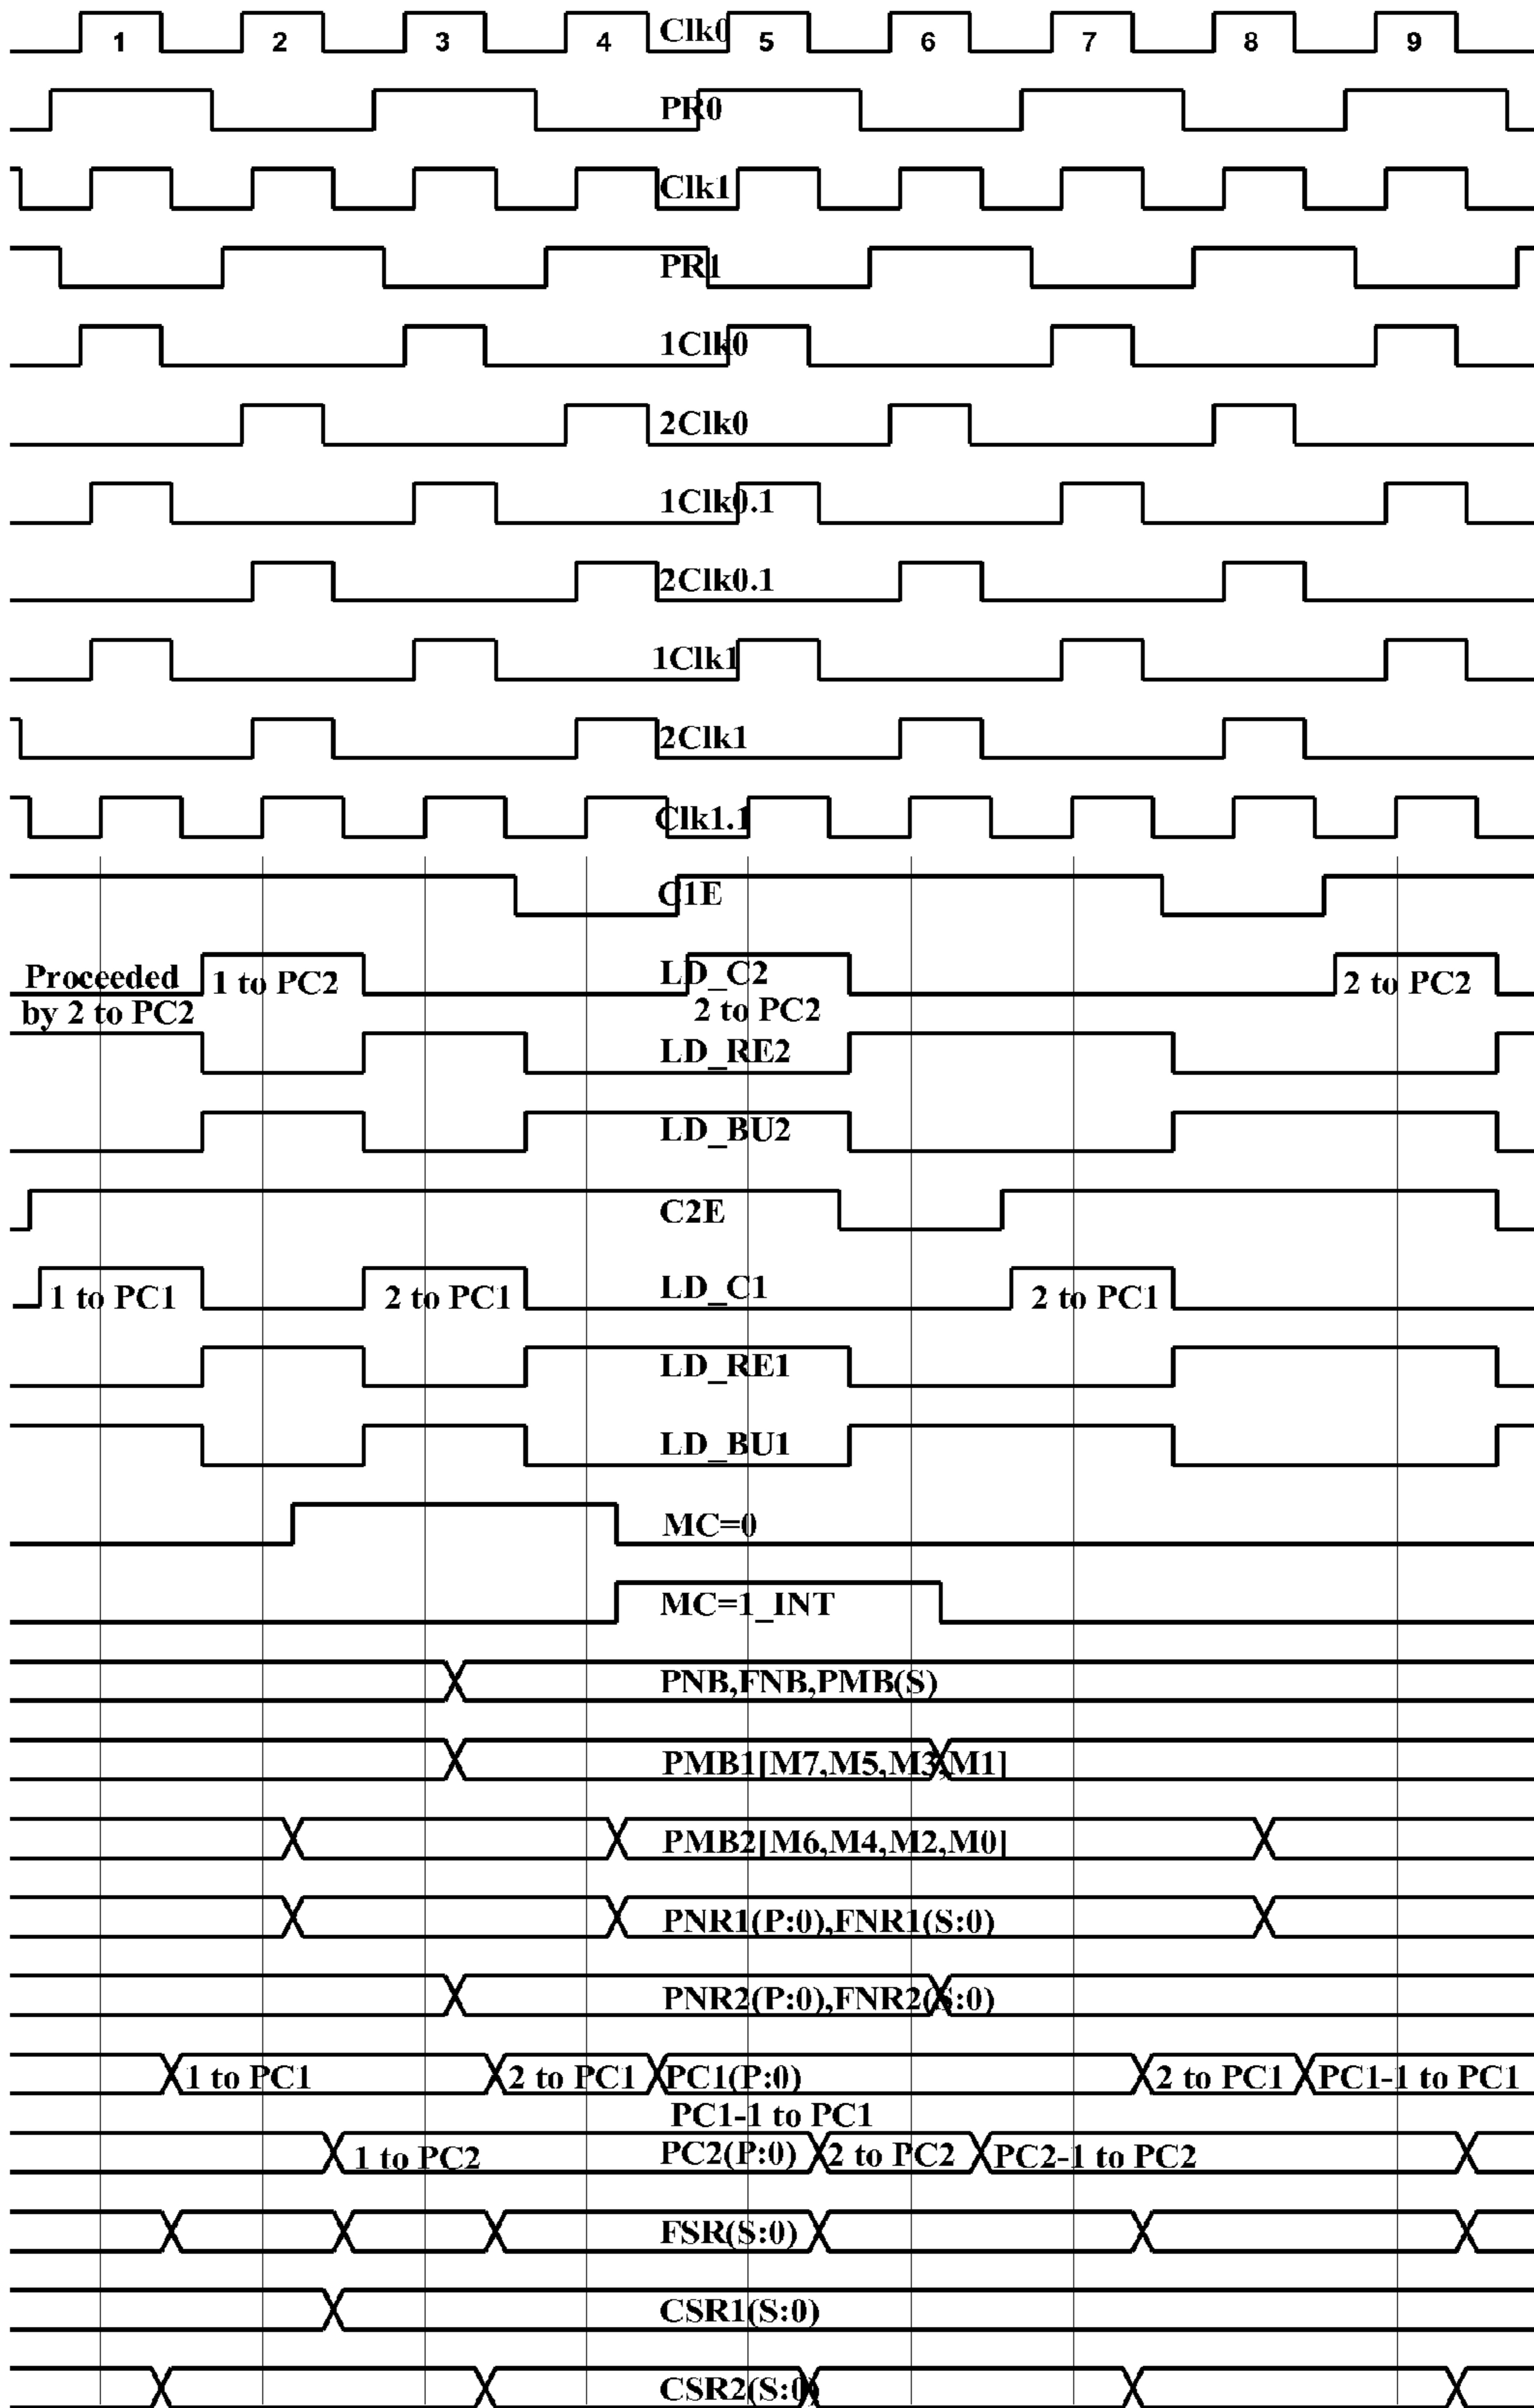 Clk0
1 2 3 4 5 6 7 8 9
PR0
Clk1
PR1
1Clk0
2Clk0
1Clk0.1
2Clk0.1
1Clk1
2Clk1
Clk1.1
C1E
Proceeded
by 2 to PC2
1 to PC2
LD_C2
2 to PC2
2 to PC2
LD_RE2
LD_BU2
C2E
1 to PC1
2 to PC1
LD_C1
2 to PC1
LD_RE1
LD_BU1
MC=0
MC=1_INT
PNB,FNB,PMB(S)
PMB1[M7,M5,M3,M1]
PMB2[M6,M4,M2,M0]
PNR1(P:0),FNR1(S:0)
PNR2(P:0),FNR2(S:0)
1 to PC1
2 to PC1
PC1(P:0)
2 to PC1
PC1-1 to PC1
PC1-1 to PC1
1 to PC2
PC2(P:0)
2 to PC2
PC2-1 to PC2
FSR(S:0)
CSR1(S:0)
CSR2(S:0)